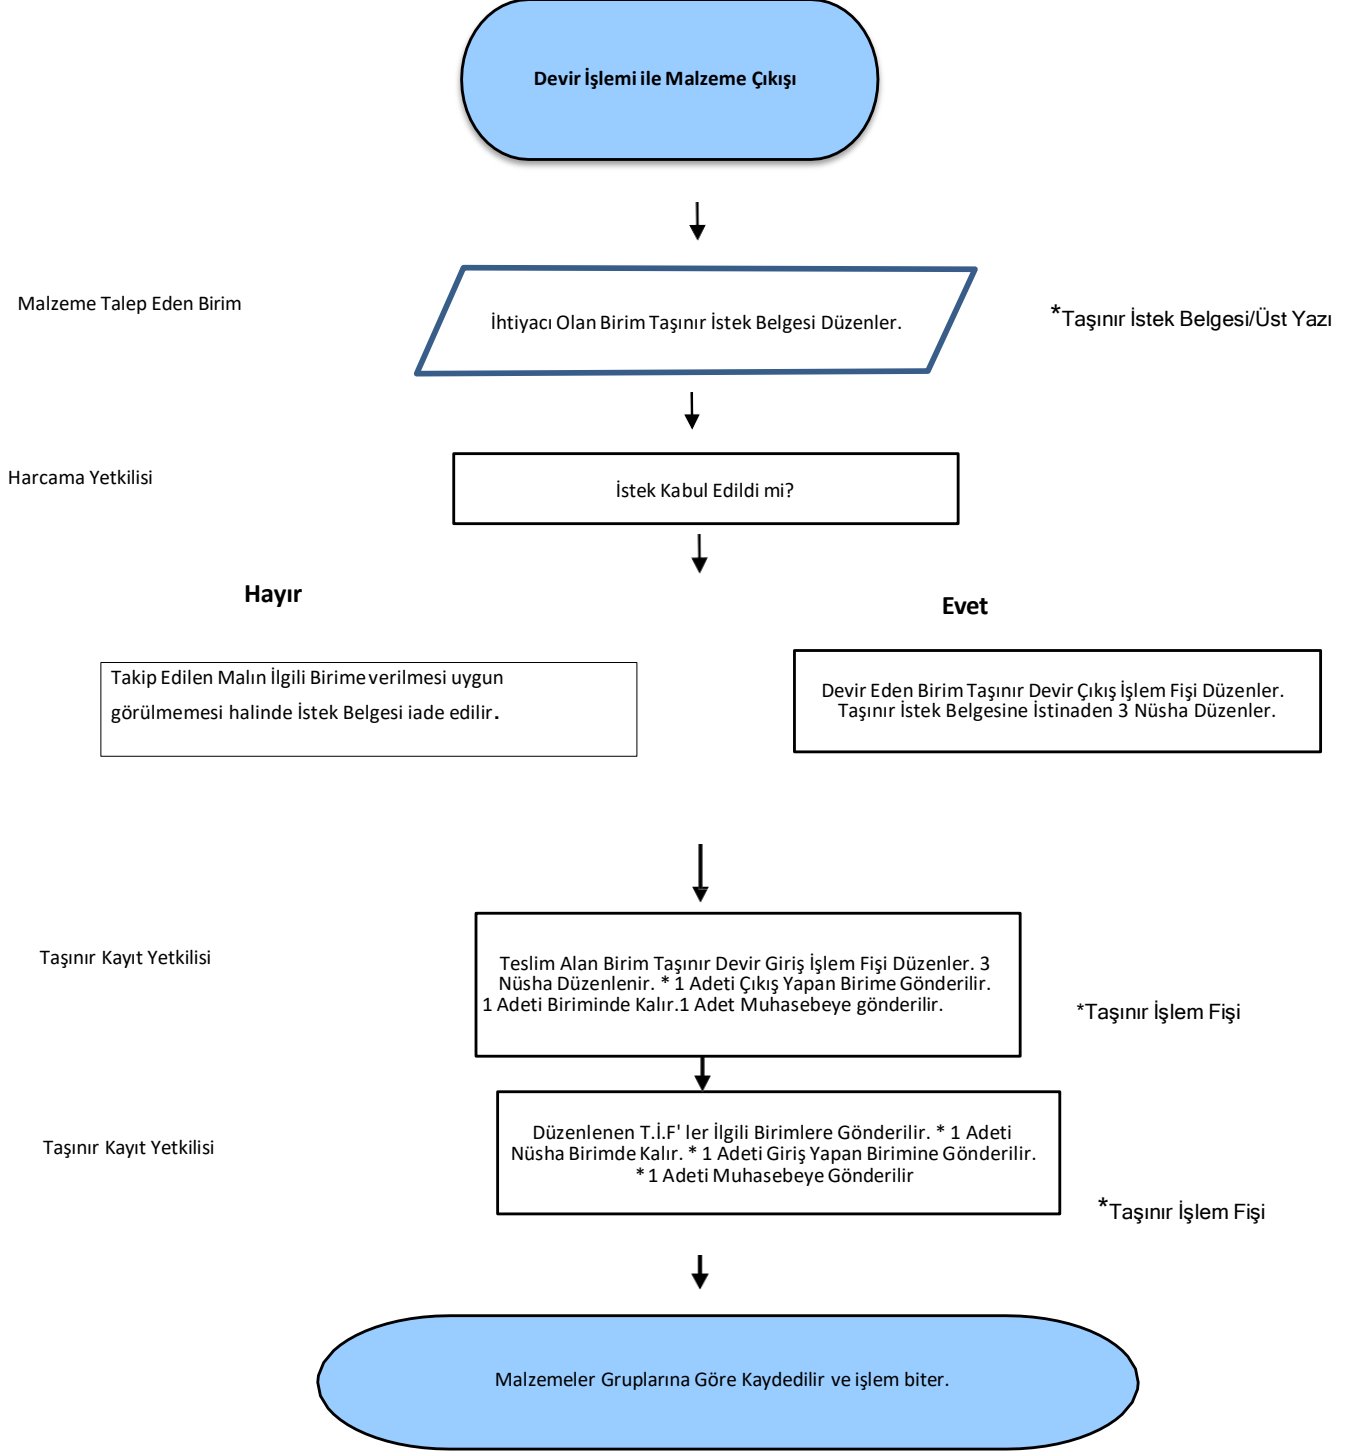 Devir İşlemi ile Malzeme Çıkışı
Malzeme Talep Eden Birim
İhtiyacı Olan Birim Taşınır İstek Belgesi Düzenler.
*Taşınır İstek Belgesi/Üst Yazı
Harcama Yetkilisi
İstek Kabul Edildi mi?
Hayır
Evet
Takip Edilen Malın İlgili Birime verilmesi uygun
görülmemesi halinde İstek Belgesi iade edilir.
Devir Eden Birim Taşınır Devir Çıkış İşlem Fişi Düzenler.
Taşınır İstek Belgesine İstinaden 3 Nüsha Düzenler.
Taşınır Kayıt Yetkilisi
Teslim Alan Birim Taşınır Devir Giriş İşlem Fişi Düzenler. 3
Nüsha Düzenlenir. * 1 Adeti Çıkış Yapan Birime Gönderilir.
1 Adeti Biriminde Kalır.1 Adet Muhasebeye gönderilir.
*Taşınır İşlem Fişi
Taşınır Kayıt Yetkilisi
Düzenlenen T.İ.F' ler İlgili Birimlere Gönderilir. * 1 Adeti
Nüsha Birimde Kalır. * 1 Adeti Giriş Yapan Birimine Gönderilir.
* 1 Adeti Muhasebeye Gönderilir
*Taşınır İşlem Fişi
Malzemeler Gruplarına Göre Kaydedilir ve işlem biter.